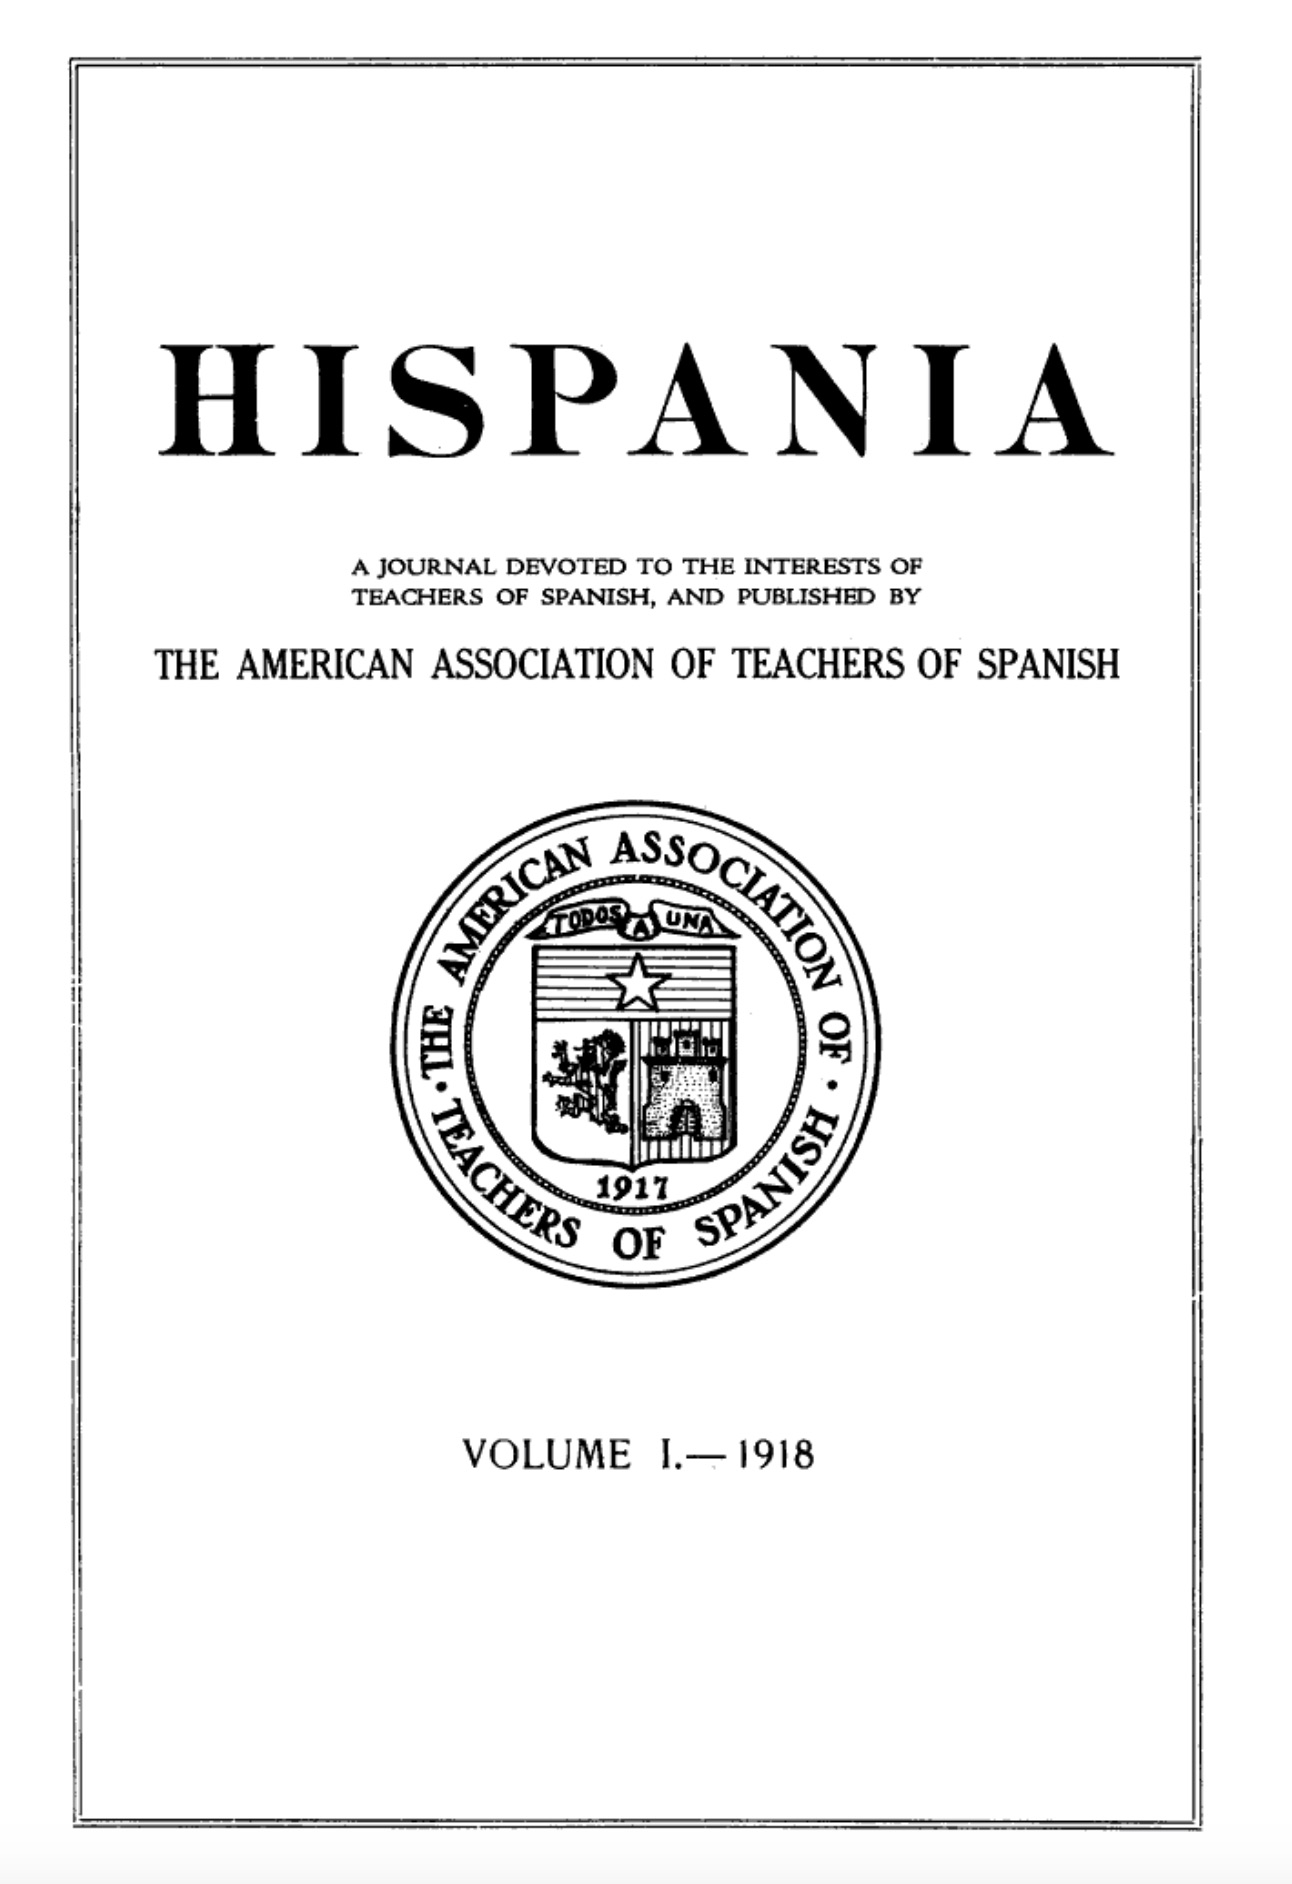 HISPANIA
A JOURNAL DEVOTED TO THE INTERESTS OF
TEACHERS OF SPANISH, AND PUBLISHED BY
THE AMERICAN ASSOCIATION OF TEACHERS OF SPANISH
· THE AMERICAN ASSOCIATION OF ·
TODOS A UNA
1917
TEACHERS OF SPANISH
VOLUME I.—1918